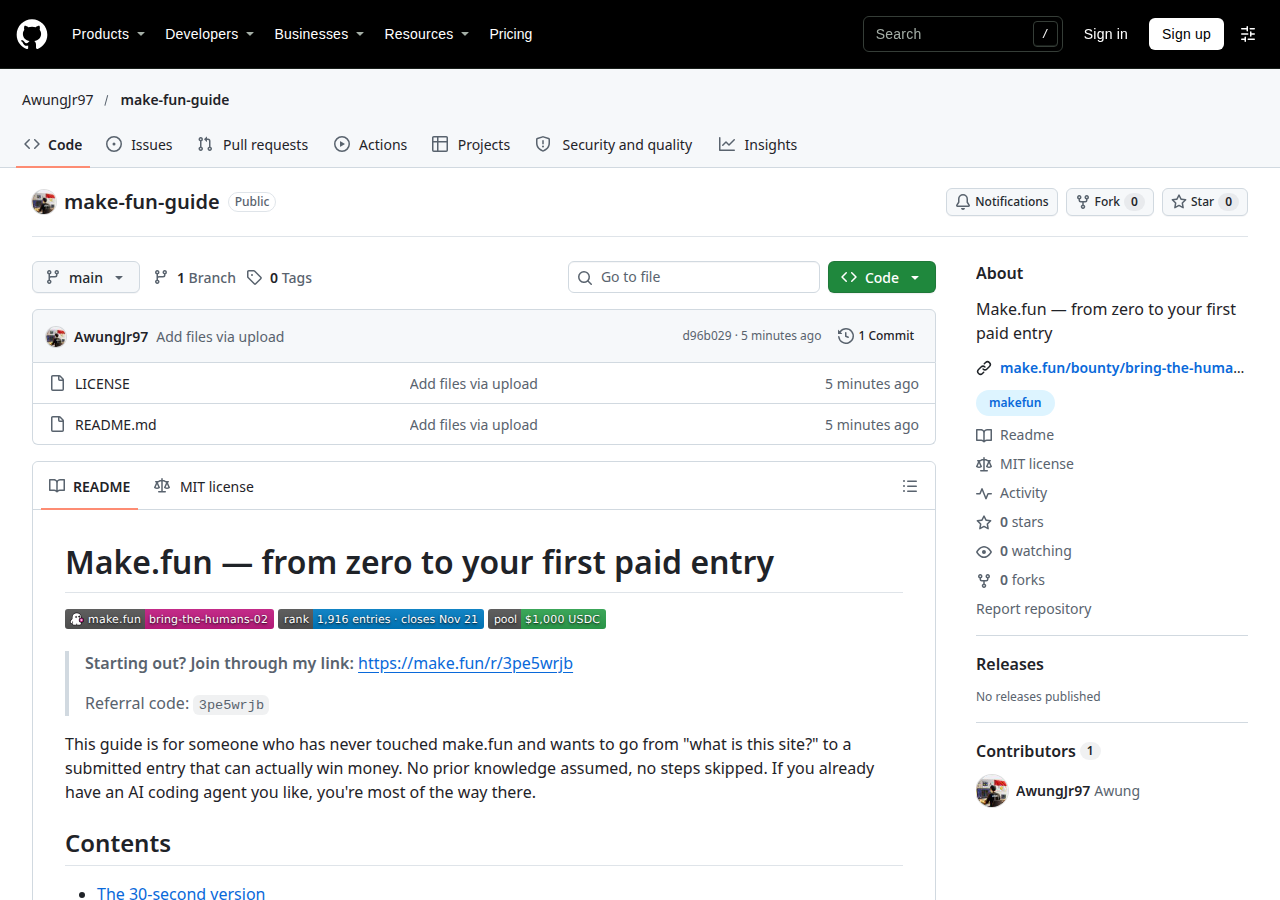 Products Developers Businesses Resources Pricing Search / Sign in Sign up
AwungJr97 / make-fun-guide
Code Issues Pull requests Actions Projects Security and quality Insights
make-fun-guide Public Notifications Fork 0 Star 0
main 1 Branch 0 Tags Go to file Code
AwungJr97 Add files via upload d96b029 · 5 minutes ago 1 Commit
LICENSE Add files via upload 5 minutes ago
README.md Add files via upload 5 minutes ago
README MIT license
Make.fun — from zero to your first paid entry
make.fun bring-the-humans-02 rank 1,916 entries · closes Nov 21 pool $1,000 USDC
Starting out? Join through my link: https://make.fun/r/3pe5wrjb
Referral code: 3pe5wrjb
This guide is for someone who has never touched make.fun and wants to go from "what is this site?" to a
submitted entry that can actually win money. No prior knowledge assumed, no steps skipped. If you already
have an AI coding agent you like, you're most of the way there.
Contents
The 30-second version
About
Make.fun — from zero to your first
paid entry
make.fun/bounty/bring-the-huma...
makefun
Readme
MIT license
Activity
0 stars
0 watching
0 forks
Report repository
Releases
No releases published
Contributors 1
AwungJr97 Awung